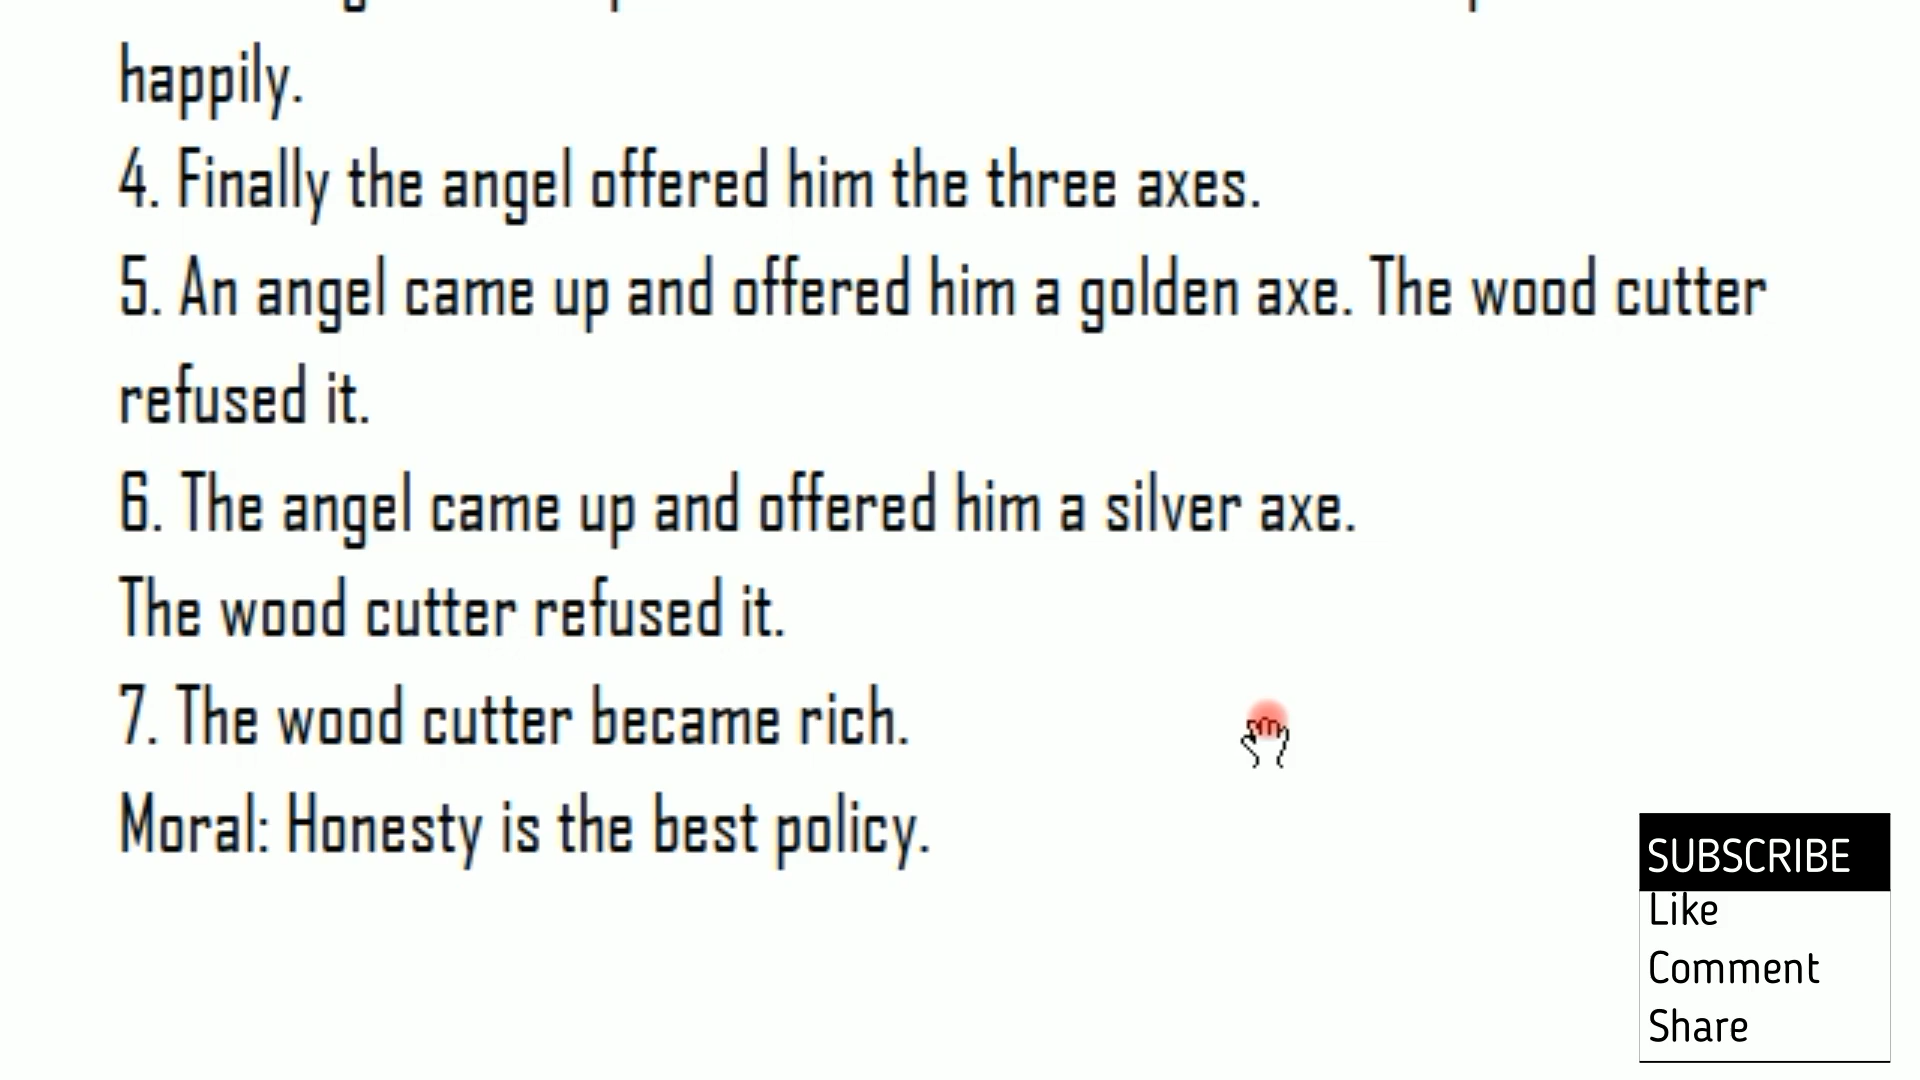 happily.
4. Finally the angel offered him the three axes.
5. An angel came up and offered him a golden axe. The wood cutter
refused it.
6. The angel came up and offered him a silver axe.
The wood cutter refused it.
7. The wood cutter became rich.
Moral: Honesty is the best policy.
SUBSCRIBE
Like
Comment
Share